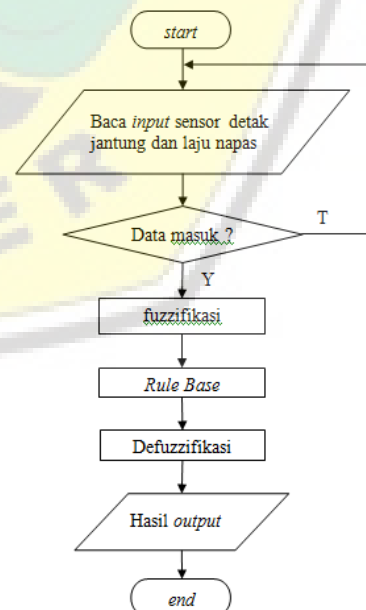 start
Baca input sensor detak
jantung dan laju napas
Data masuk ?
T
Y
fuzzifikasi
Rule Base
Defuzzifikasi
Hasil output
end